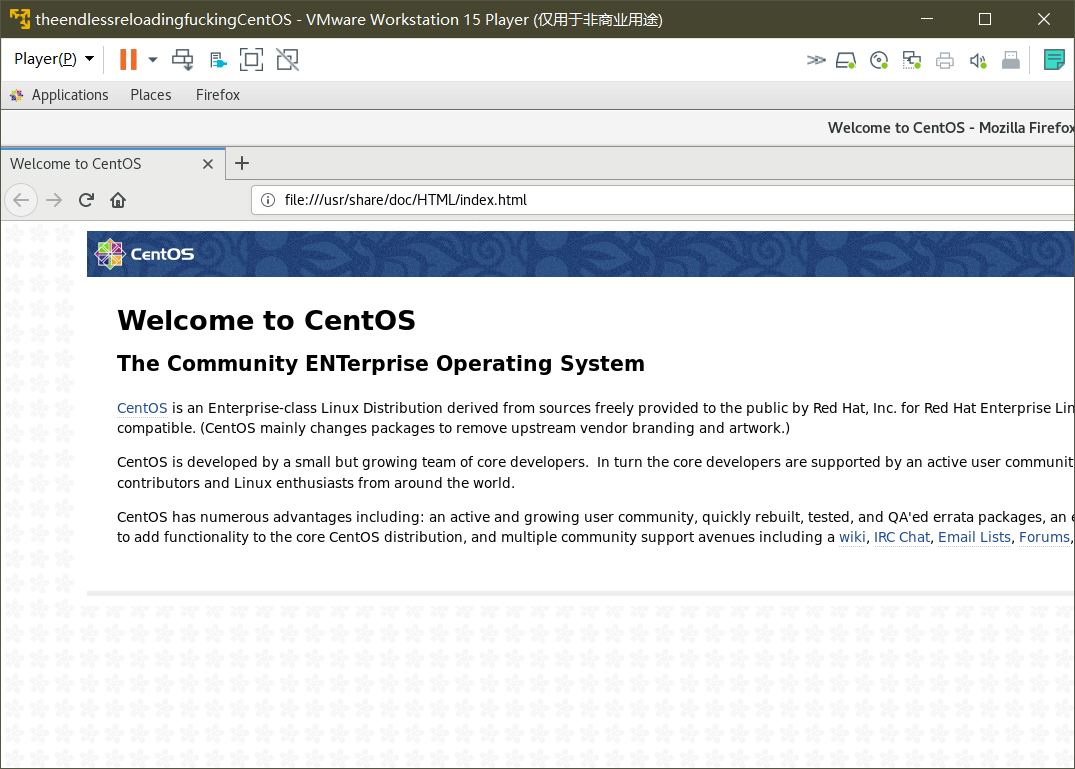 theendlessreloadingfuckingCentOS - VMware Workstation 15 Player (仅用于非商业用途)
Player(P)
Applications Places Firefox
Welcome to CentOS - Mozilla Firefox
Welcome to CentOS
file:///usr/share/doc/HTML/index.html
CentOS
Welcome to CentOS
The Community ENTerprise Operating System
CentOS is an Enterprise-class Linux Distribution derived from sources freely provided to the public by Red Hat, Inc. for Red Hat Enterprise Lin
compatible. (CentOS mainly changes packages to remove upstream vendor branding and artwork.)
CentOS is developed by a small but growing team of core developers.  In turn the core developers are supported by an active user communit
contributors and Linux enthusiasts from around the world.
CentOS has numerous advantages including: an active and growing user community, quickly rebuilt, tested, and QA'ed errata packages, an e
to add functionality to the core CentOS distribution, and multiple community support avenues including a wiki, IRC Chat, Email Lists, Forums,